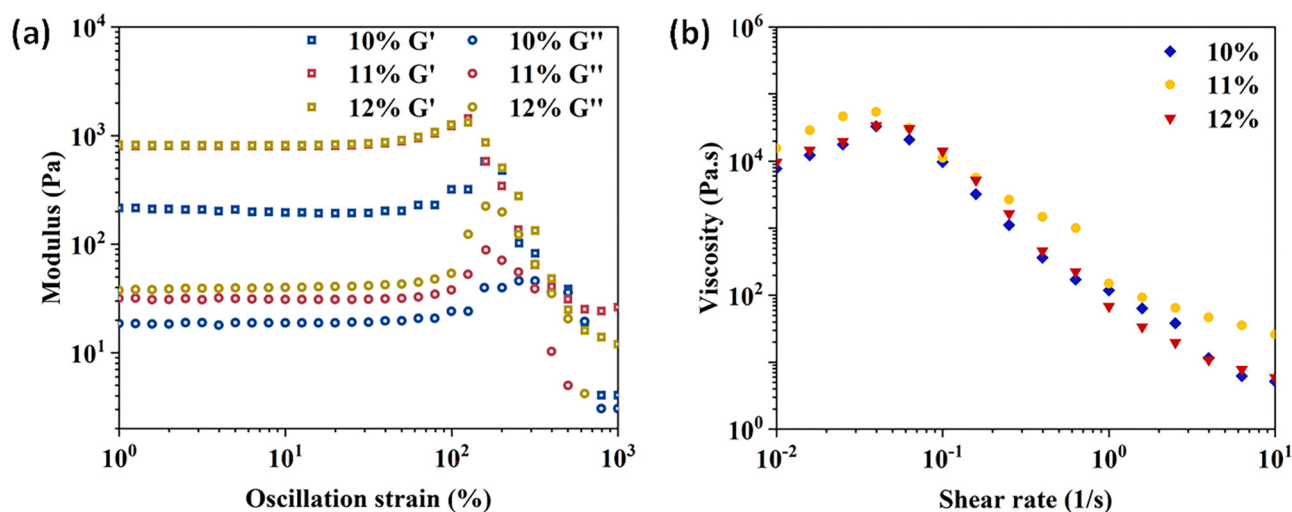 (a)
10% G' 10% G''
11% G' 11% G''
12% G' 12% G''
Modulus (Pa)
10⁴
10³
10²
10¹
10⁰ 10¹ 10² 10³
Oscillation strain (%)
(b)
10%
11%
12%
Viscosity (Pa.s)
10⁶
10⁴
10²
10⁰
10⁻² 10⁻¹ 10⁰ 10¹
Shear rate (1/s)